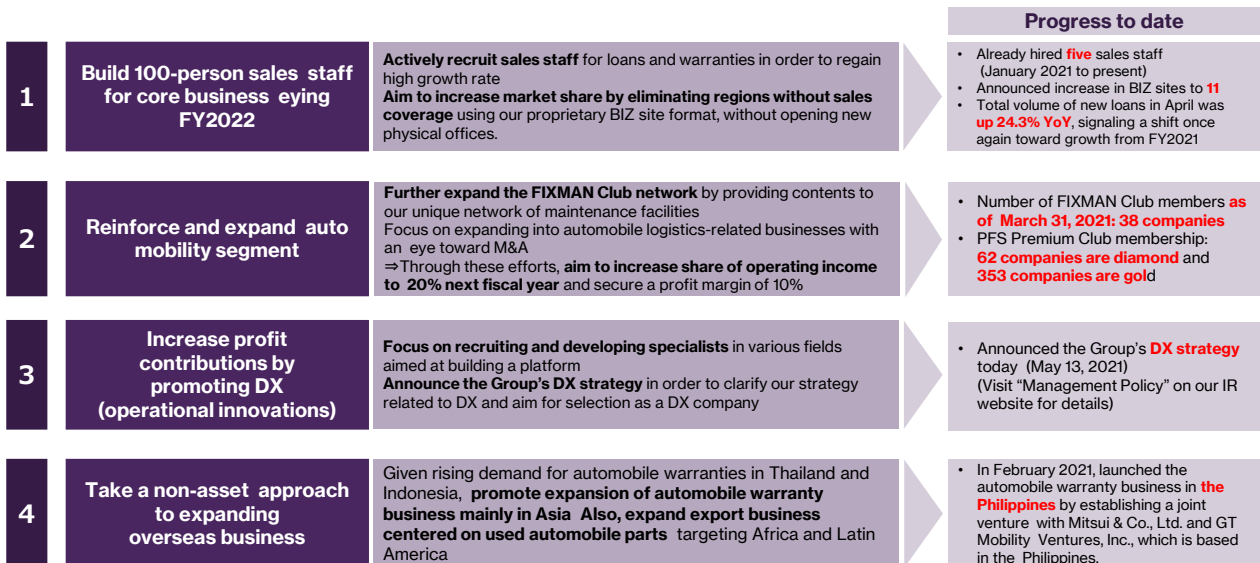 Progress to date
1
Build 100-person sales staff
for core business eying
FY2022
Actively recruit sales staff for loans and warranties in order to regain
high growth rate
Aim to increase market share by eliminating regions without sales
coverage using our proprietary BIZ site format, without opening new
physical offices.
• Already hired five sales staff
(January 2021 to present)
• Announced increase in BIZ sites to 11
• Total volume of new loans in April was
up 24.3% YoY, signaling a shift once
again toward growth from FY2021
2
Reinforce and expand auto
mobility segment
Further expand the FIXMAN Club network by providing contents to
our unique network of maintenance facilities
Focus on expanding into automobile logistics-related businesses with
an eye toward M&A
⇒Through these efforts, aim to increase share of operating income
to 20% next fiscal year and secure a profit margin of 10%
• Number of FIXMAN Club members as
of March 31, 2021: 38 companies
• PFS Premium Club membership:
62 companies are diamond and
353 companies are gold
3
Increase profit
contributions by
promoting DX
(operational innovations)
Focus on recruiting and developing specialists in various fields
aimed at building a platform
Announce the Group's DX strategy in order to clarify our strategy
related to DX and aim for selection as a DX company
• Announced the Group's DX strategy
today (May 13, 2021)
(Visit "Management Policy" on our IR
website for details)
4
Take a non-asset approach
to expanding
overseas business
Given rising demand for automobile warranties in Thailand and
Indonesia, promote expansion of automobile warranty
business mainly in Asia Also, expand export business
centered on used automobile parts targeting Africa and Latin
America
• In February 2021, launched the
automobile warranty business in the
Philippines by establishing a joint
venture with Mitsui & Co., Ltd. and GT
Mobility Ventures, Inc., which is based
in the Philippines.